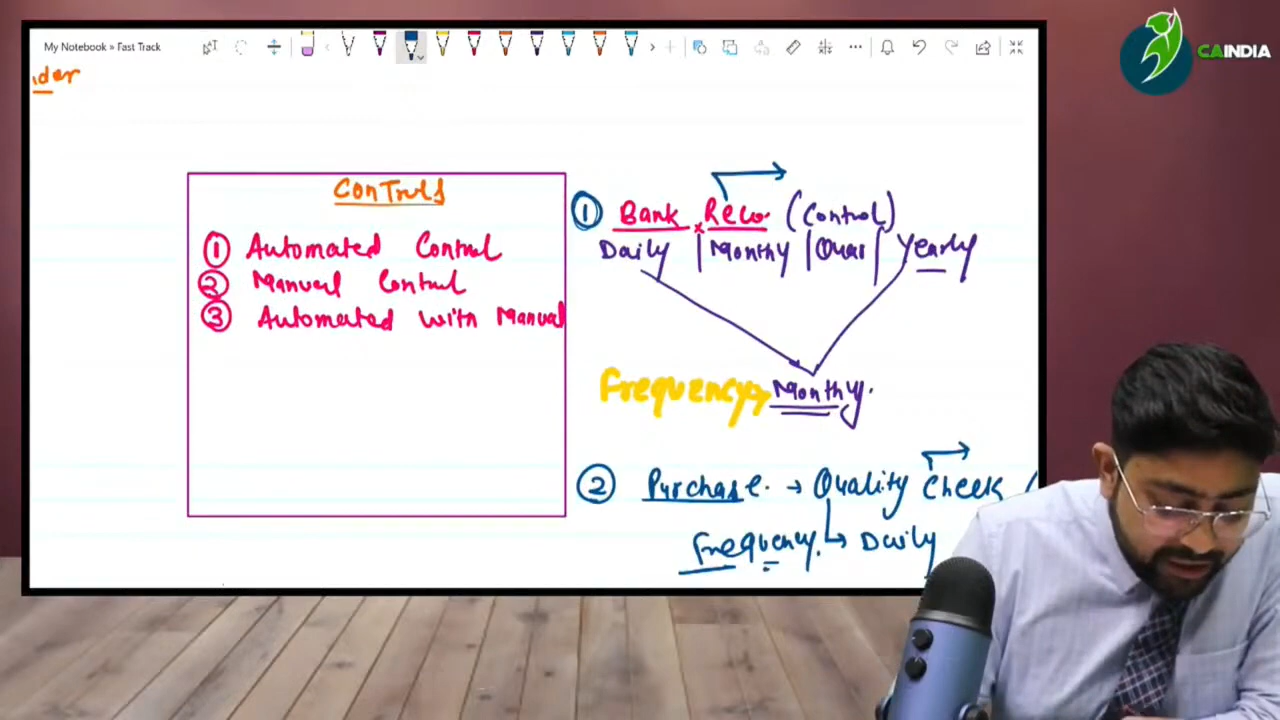 My Notebook » Fast Track
CAINDIA
Controls
① Automated Control
② Manual Control
③ Automated with Manual
① Bank Reco. (Control)
Daily | Monthly | Quar | Yearly
Frequency → Monthly.
② Purchase. → Quality Check (
Frequency. → Daily